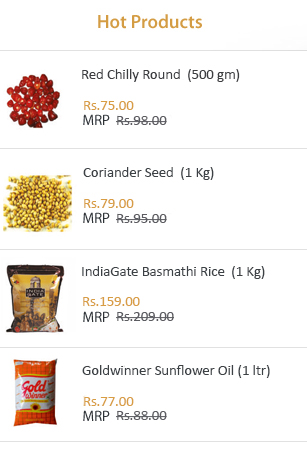 Hot Products
Red Chilly Round (500 gm)
Rs.75.00
MRP Rs.98.00
Coriander Seed (1 Kg)
Rs.79.00
MRP Rs.95.00
INDIA
GATE
IndiaGate Basmathi Rice (1 Kg)
Rs.159.00
MRP Rs.209.00
Gold
Winner
Goldwinner Sunflower Oil (1 ltr)
Rs.77.00
MRP Rs.88.00